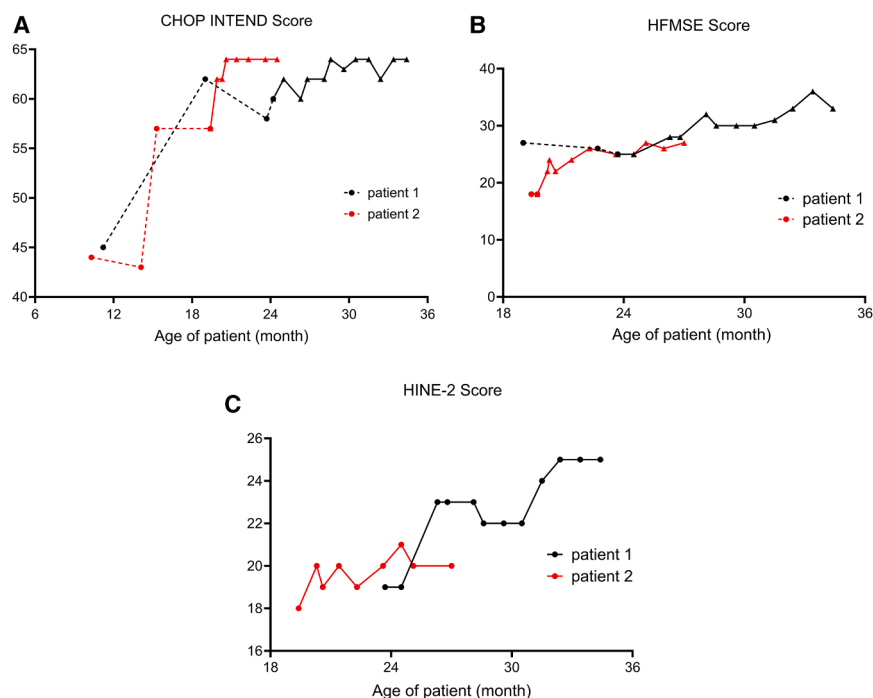 A
CHOP INTEND Score
65
60
55
50
45
40
6
12
18
24
30
36
Age of patient (month)
patient 1
patient 2
B
HFMSE Score
40
30
20
10
0
18
24
30
36
Age of patient (month)
patient 1
patient 2
C
HINE-2 Score
26
24
22
20
18
16
18
24
30
36
Age of patient (month)
patient 1
patient 2